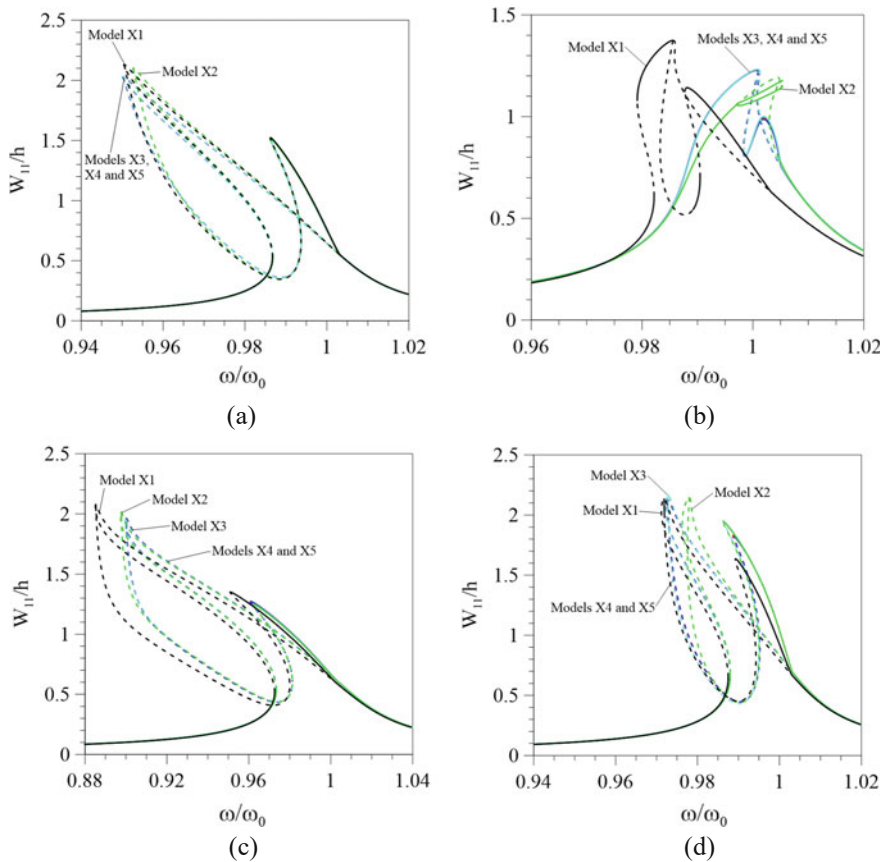 2.5
2
1.5
1
0.5
0
W₁₁/h
Model X1
Model X2
Models X3,
X4 and X5
0.94 0.96 0.98 1 1.02
ω/ω₀
(a)
1.5
1
0.5
0
W₁₁/h
Model X1
Models X3, X4 and X5
Model X2
0.96 0.98 1 1.02
ω/ω₀
(b)
2.5
2
1.5
1
0.5
0
W₁₁/h
Model X1
Model X2
Model X3
Models X4 and X5
0.88 0.92 0.96 1 1.04
ω/ω₀
(c)
2.5
2
1.5
1
0.5
0
W₁₁/h
Model X3
Model X1
Model X2
Models X4 and X5
0.94 0.96 0.98 1 1.02
ω/ω₀
(d)